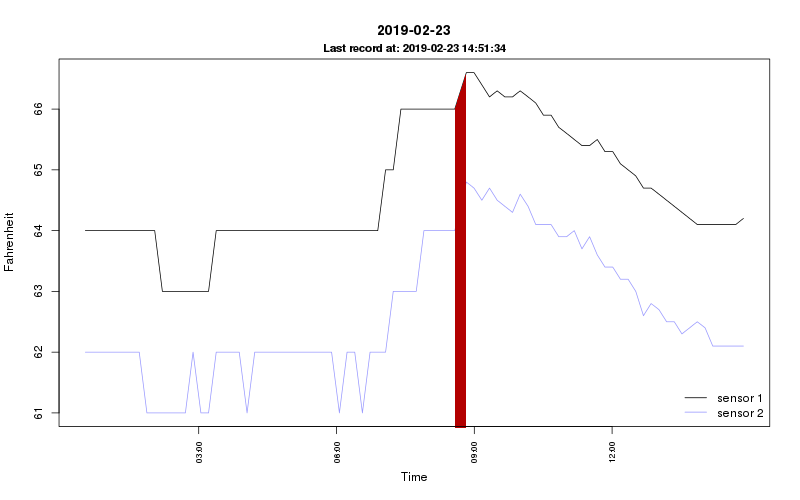 2019-02-23
Last record at: 2019-02-23 14:51:34
Fahrenheit
66
65
64
63
62
61
sensor 1
sensor 2
03:00
06:00
09:00
12:00
Time